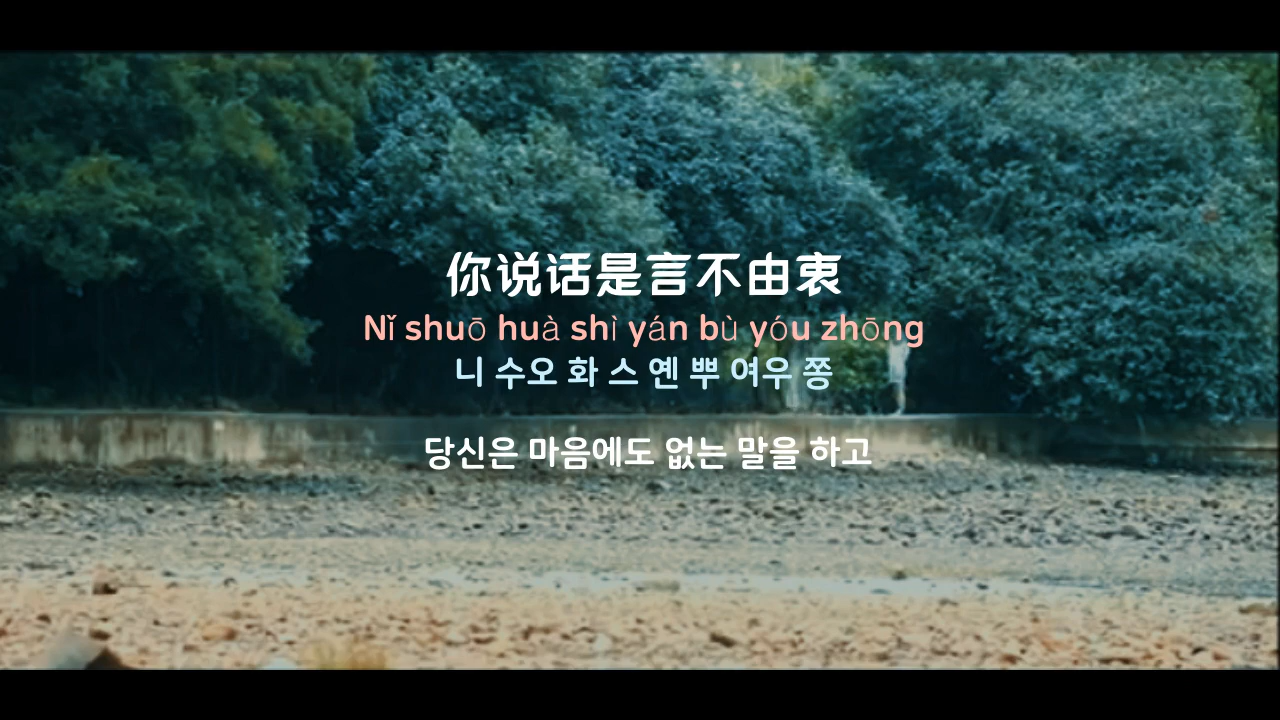 你说话是言不由衷
Nǐ shuō huà shì yán bù yóu zhōng
니 수오 화 스 옌 뿌 여우 쫑
당신은 마음에도 없는 말을 하고